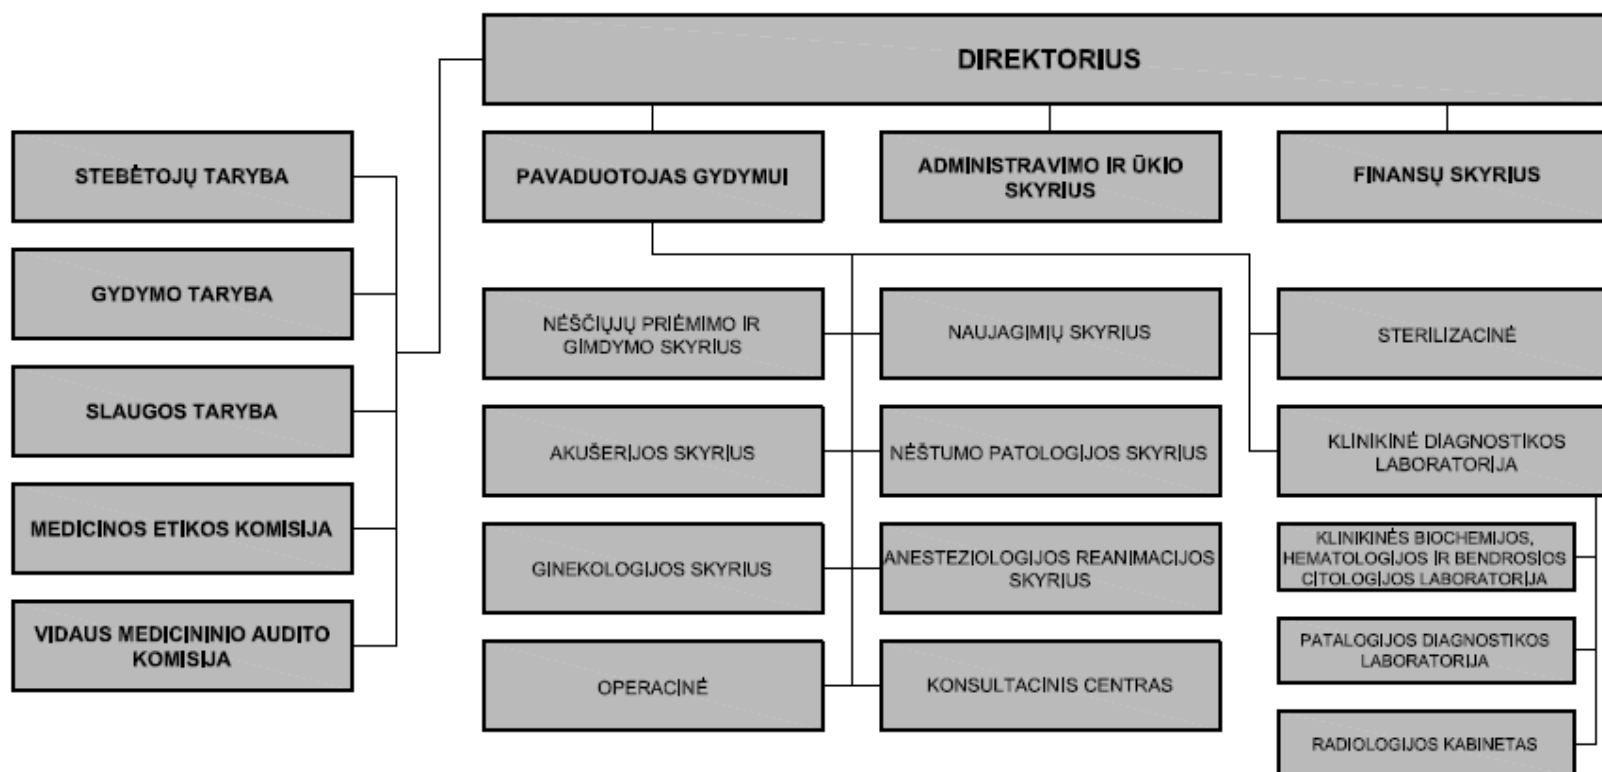 DIREKTORIUS
STEBĖTOJŲ TARYBA
PAVADUOTOJAS GYDYMUI
ADMINISTRAVIMO IR ŪKIO
SKYRIUS
FINANSŲ SKYRIUS
GYDYMO TARYBA
NĖŠČIŲJŲ PRIĖMIMO IR
GIMDYMO SKYRIUS
NAUJAGIMIŲ SKYRIUS
STERILIZACINĖ
SLAUGOS TARYBA
AKUŠERIJOS SKYRIUS
NĖŠTUMO PATOLOGIJOS SKYRIUS
KLINIKINĖ DIAGNOSTIKOS
LABORATORIJA
MEDICINOS ETIKOS KOMISIJA
GINEKOLOGIJOS SKYRIUS
ANESTEZIOLOGIJOS REANIMACIJOS
SKYRIUS
KLINIKINĖS BIOCHEMIJOS,
HEMATOLOGIJOS IR BENDROSIOS
CITOLOGIJOS LABORATORIJA
VIDAUS MEDICININIO AUDITO
KOMISIJA
OPERACINĖ
KONSULTACINIS CENTRAS
PATALOGIJOS DIAGNOSTIKOS
LABORATORIJA
RADIOLOGIJOS KABINETAS